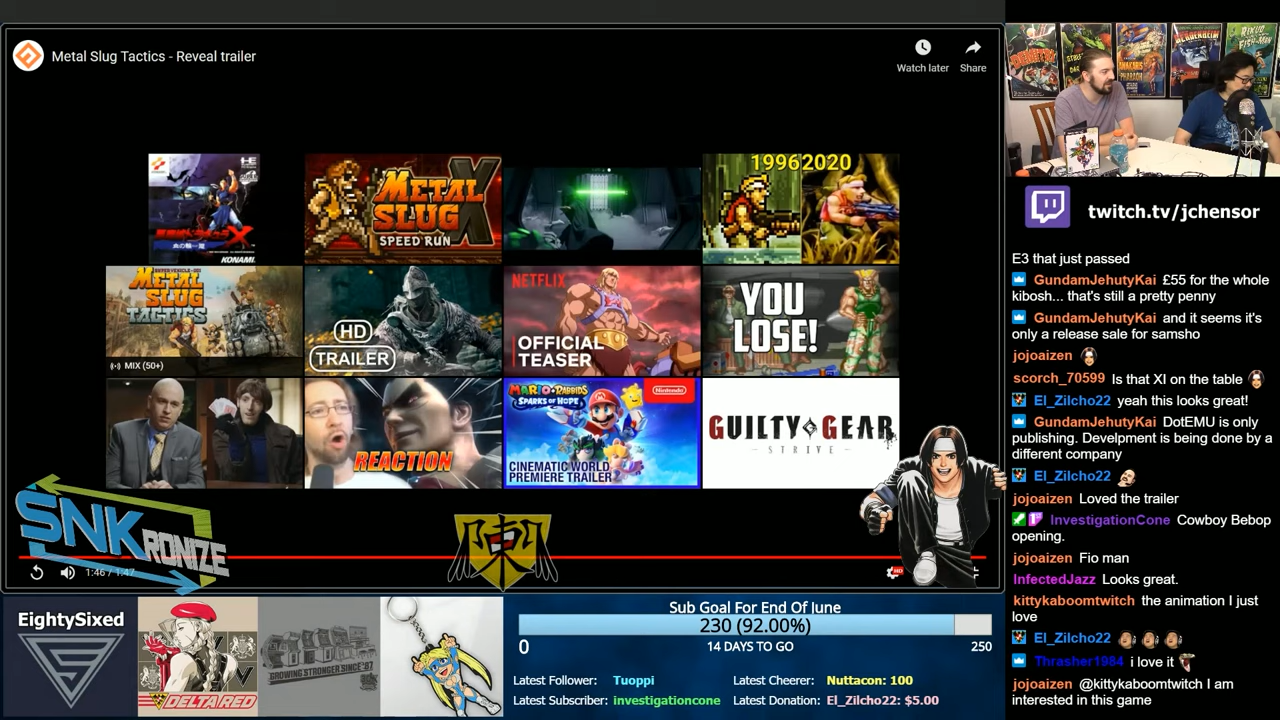 Metal Slug Tactics - Reveal trailer
Watch later
Share
KONAMI
METAL
SLUG X
SPEED RUN
1996 2020
METAL
SLUG
TACTICS
MIX (50+)
HD
TRAILER
NETFLIX
OFFICIAL
TEASER
YOU
LOSE!
REACTION
MARIO + RABBIDS
SPARKS OF HOPE
Nintendo
CINEMATIC WORLD
PREMIERE TRAILER
GUILTY GEAR
STRIVE
SNKRONIZE
1:46 / 1:47
HD
twitch.tv/jchensor
E3 that just passed
GundamJehutyKai £55 for the whole
kibosh... that's still a pretty penny
GundamJehutyKai and it seems it's
only a release sale for samsho
jojoaizen
scorch_70599 Is that XI on the table
El_Zilcho22 yeah this looks great!
GundamJehutyKai DotEMU is only
publishing. Develpment is being done by a
different company
El_Zilcho22
jojoaizen Loved the trailer
InvestigationCone Cowboy Bebop
opening.
jojoaizen Fio man
InfectedJazz Looks great.
kittykaboomtwitch the animation I just
love
El_Zilcho22
Thrasher1984 i love it
jojoaizen @kittykaboomtwitch I am
interested in this game
EightySixed
DELTARED
GROWING STRONGER SINCE '87
Sub Goal For End Of June
230 (92.00%)
0
14 DAYS TO GO
250
Latest Follower: Tuoppi
Latest Cheerer: Nuttacon: 100
Latest Subscriber: investigationcone
Latest Donation: El_Zilcho22: $5.00